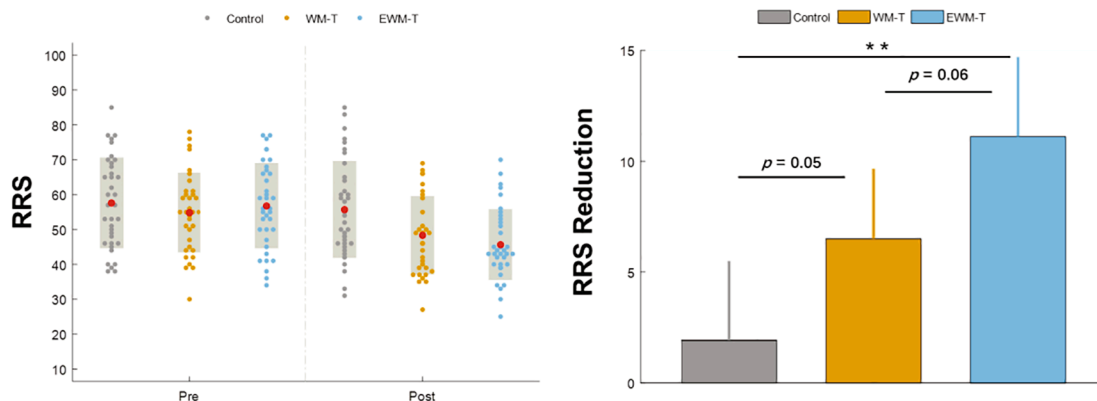 Control WM-T EWM-T
RRS
100
90
80
70
60
50
40
30
20
10
Pre Post
Control WM-T EWM-T
RRS Reduction
15
10
5
0
**
p = 0.06
p = 0.05